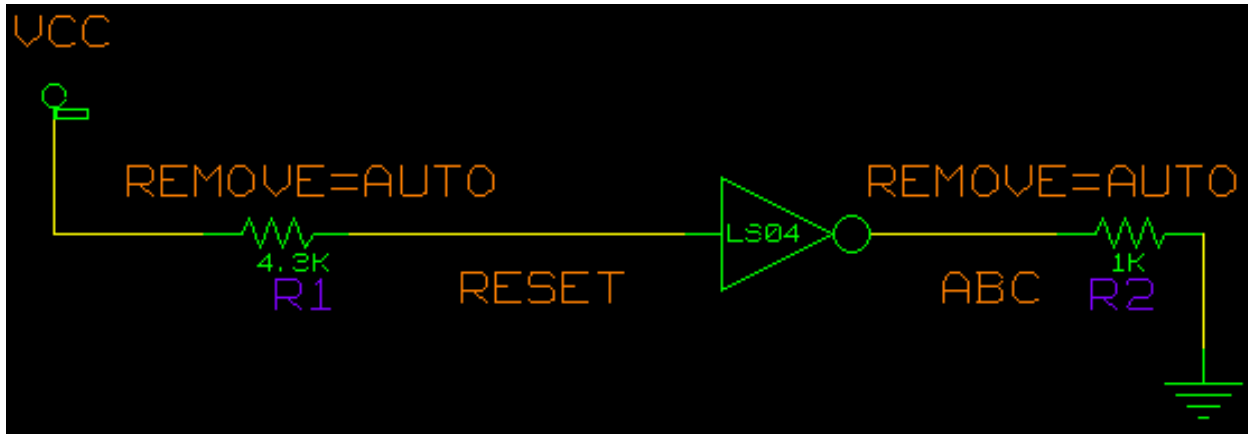 VCC
REMOVE=AUTO
REMOVE=AUTO
LS04
4.3K
1K
R1
RESET
ABC
R2